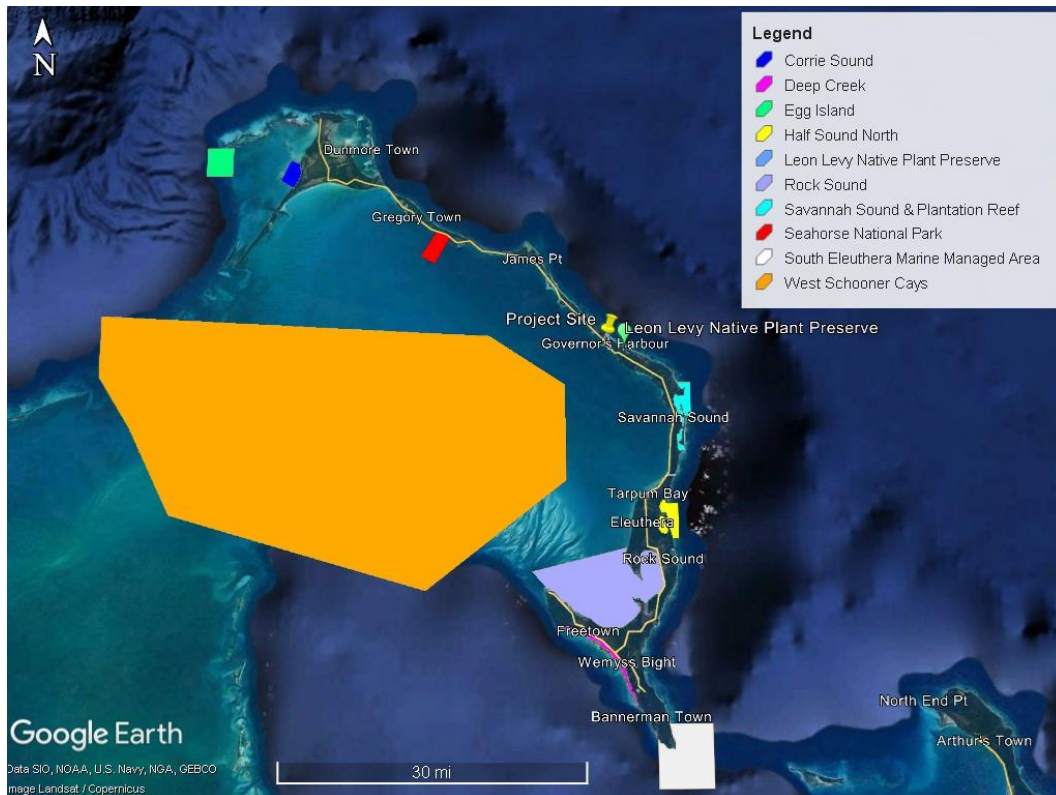 N
Legend
Corrie Sound
Deep Creek
Egg Island
Half Sound North
Leon Levy Native Plant Preserve
Rock Sound
Savannah Sound & Plantation Reef
Seahorse National Park
South Eleuthera Marine Managed Area
West Schooner Cays
Dunmore Town
Gregory Town
James Pt
Project Site
Leon Levy Native Plant Preserve
Governor's Harbour
Savannah Sound
Tarpum Bay
Eleuthera
Rock Sound
Freetown
Wemyss Bight
Bannerman Town
North End Pt
Arthur's Town
Google Earth
Data SIO, NOAA, U.S. Navy, NGA, GEBCO
Image Landsat / Copernicus
30 mi